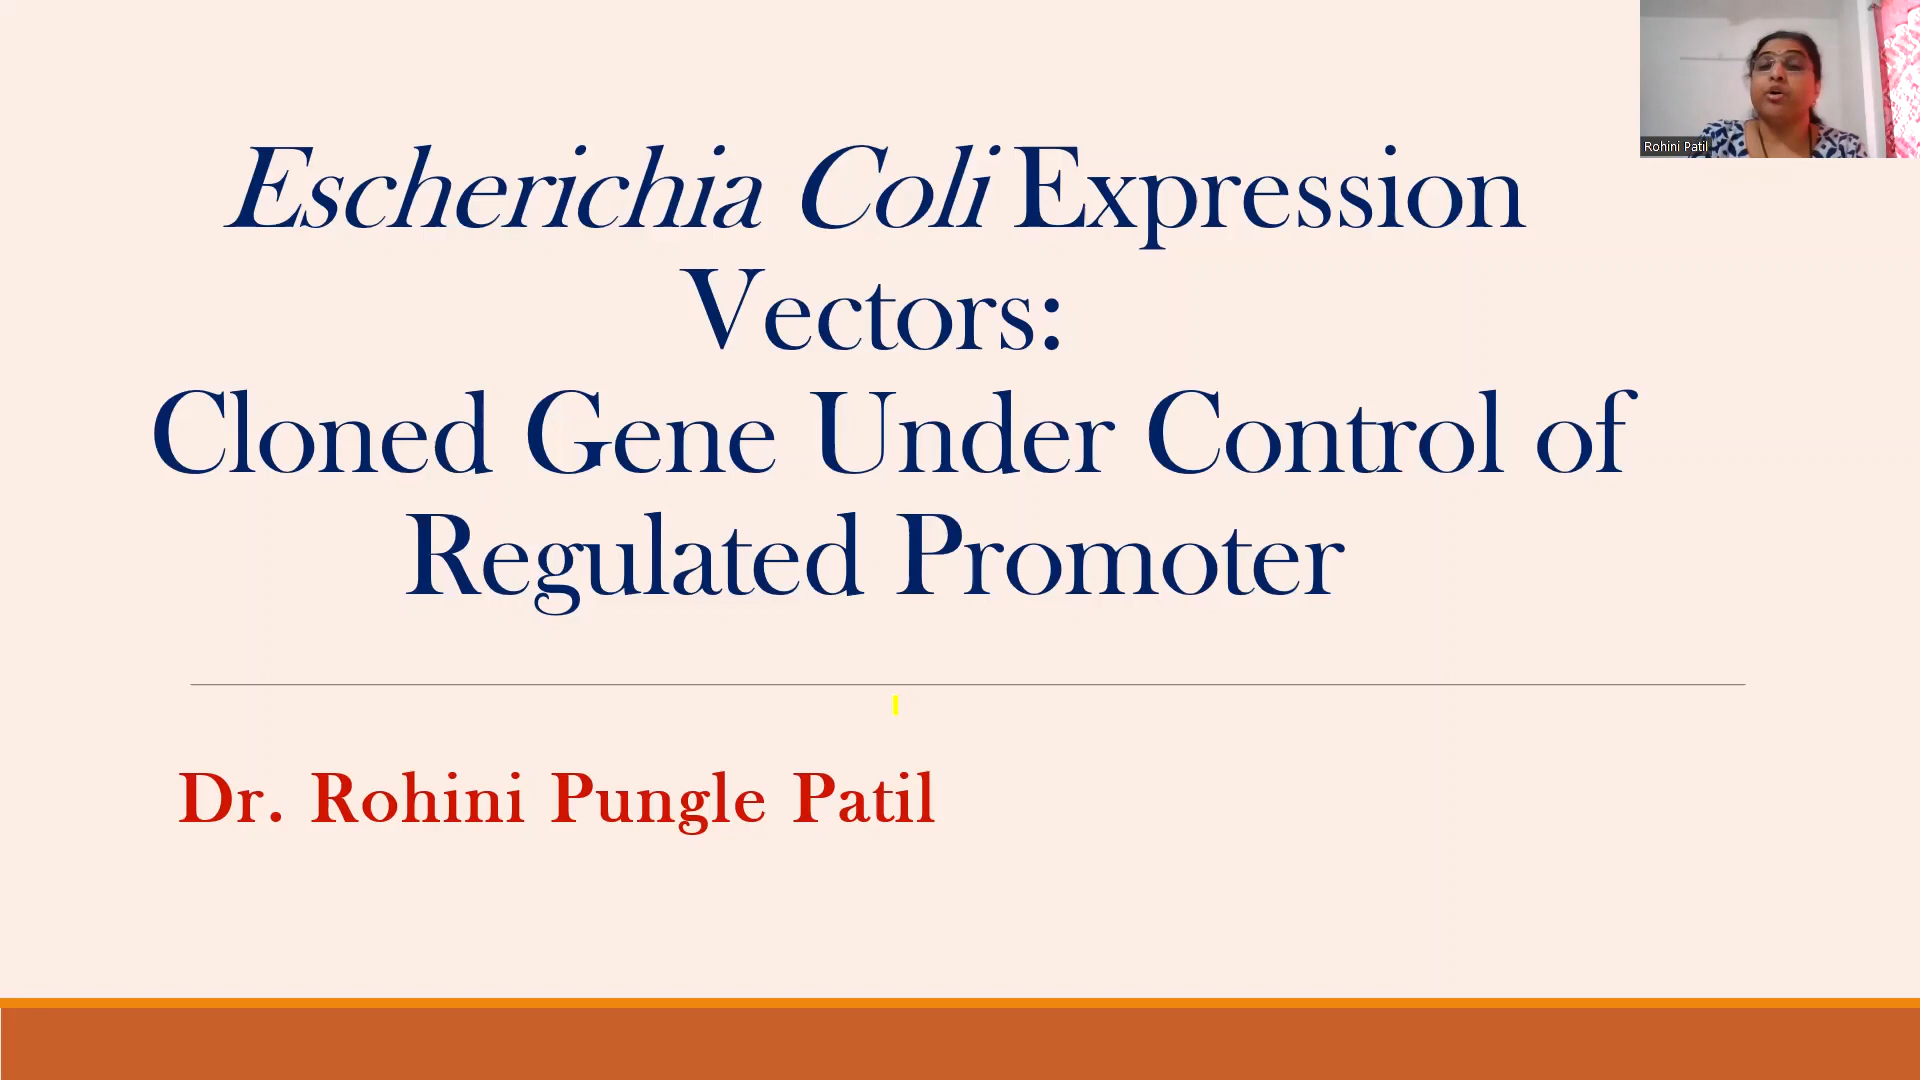 Escherichia Coli Expression
Vectors:
Cloned Gene Under Control of
Regulated Promoter
Dr. Rohini Pungle Patil
Rohini Patil